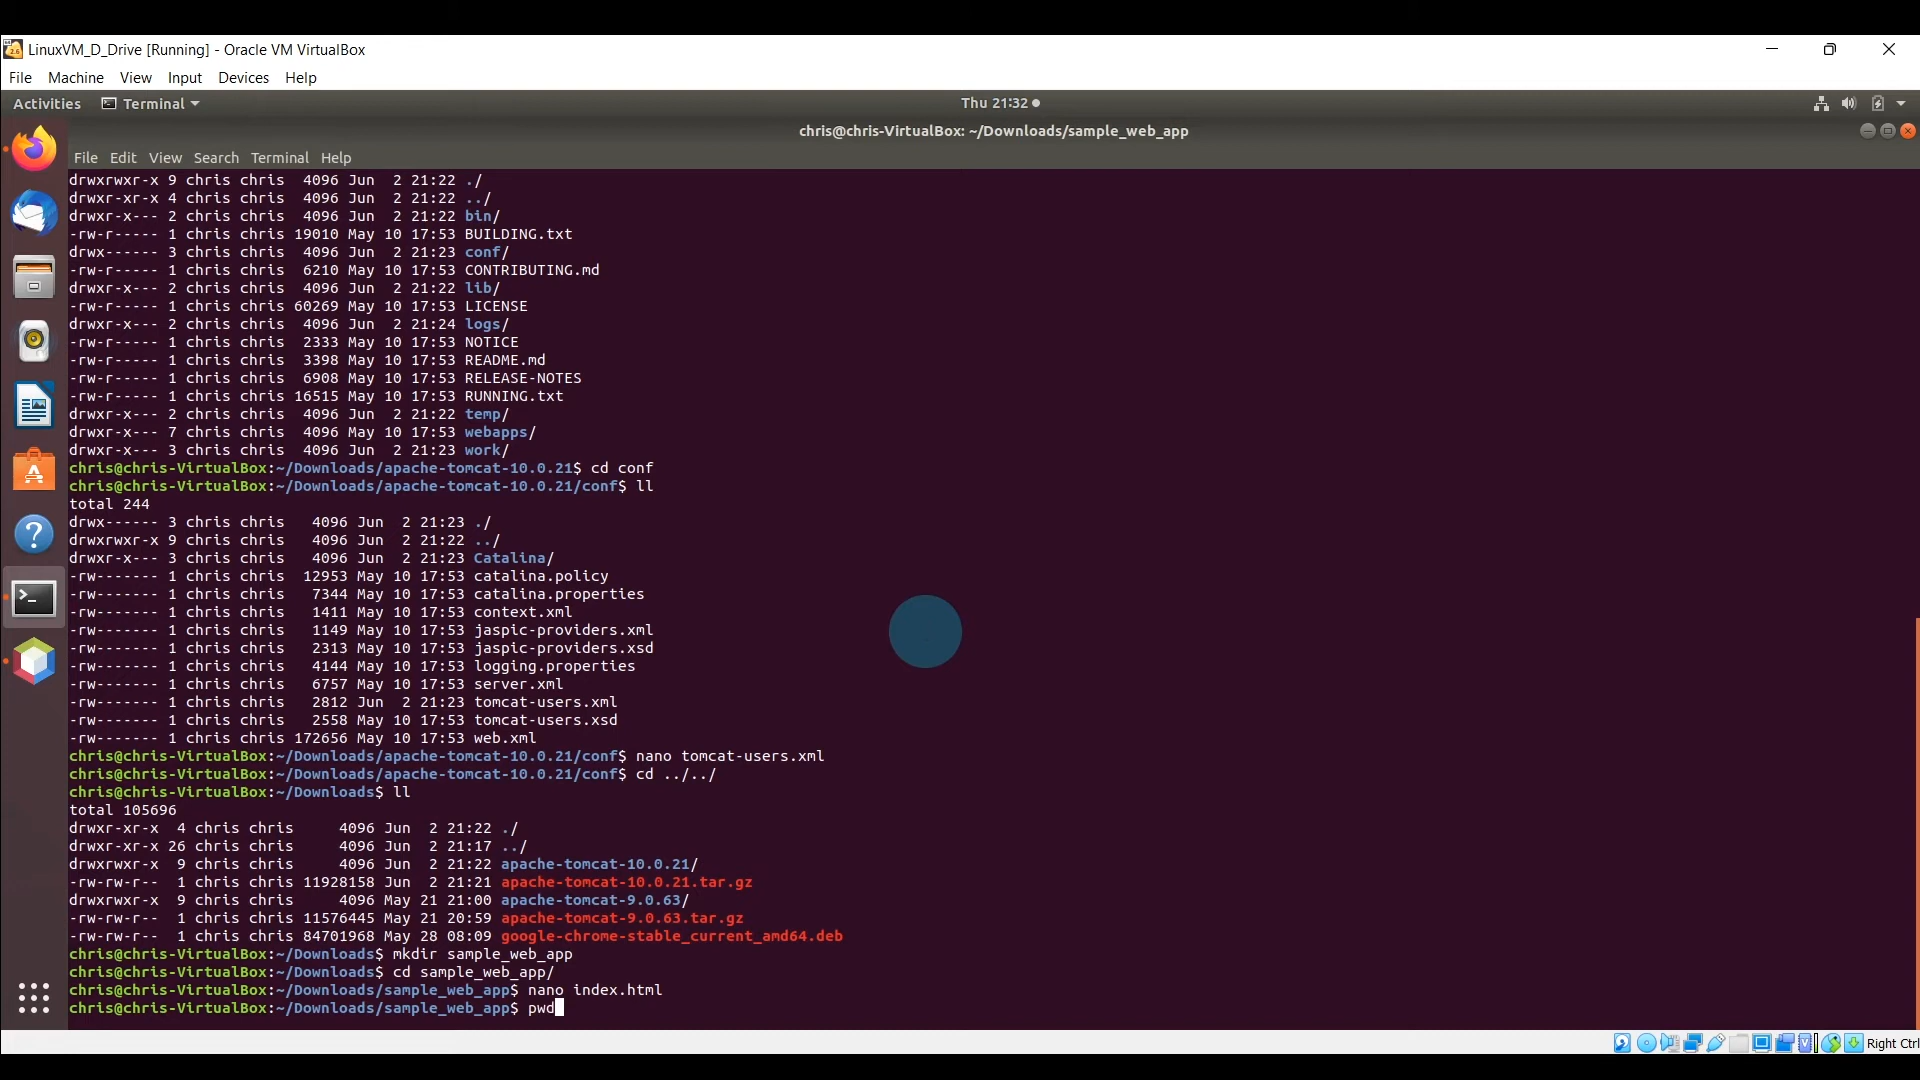 LinuxVM_D_Drive [Running] - Oracle VM VirtualBox
File Machine View Input Devices Help
Activities Terminal Thu 21:32
chris@chris-VirtualBox: ~/Downloads/sample_web_app
File Edit View Search Terminal Help
drwxrwxr-x 9 chris chris  4096 Jun  2 21:22 ./
drwxr-xr-x 4 chris chris  4096 Jun  2 21:22 ../
drwxr-x--- 2 chris chris  4096 Jun  2 21:22 bin/
-rw-r----- 1 chris chris 19010 May 10 17:53 BUILDING.txt
drwx------ 3 chris chris  4096 Jun  2 21:23 conf/
-rw-r----- 1 chris chris  6210 May 10 17:53 CONTRIBUTING.md
drwxr-x--- 2 chris chris  4096 Jun  2 21:22 lib/
-rw-r----- 1 chris chris 60269 May 10 17:53 LICENSE
drwxr-x--- 2 chris chris  4096 Jun  2 21:24 logs/
-rw-r----- 1 chris chris  2333 May 10 17:53 NOTICE
-rw-r----- 1 chris chris  3398 May 10 17:53 README.md
-rw-r----- 1 chris chris  6908 May 10 17:53 RELEASE-NOTES
-rw-r----- 1 chris chris 16515 May 10 17:53 RUNNING.txt
drwxr-x--- 2 chris chris  4096 Jun  2 21:22 temp/
drwxr-x--- 7 chris chris  4096 May 10 17:53 webapps/
drwxr-x--- 3 chris chris  4096 Jun  2 21:23 work/
chris@chris-VirtualBox:~/Downloads/apache-tomcat-10.0.21$ cd conf
chris@chris-VirtualBox:~/Downloads/apache-tomcat-10.0.21/conf$ ll
total 244
drwx------ 3 chris chris   4096 Jun  2 21:23 ./
drwxrwxr-x 9 chris chris   4096 Jun  2 21:22 ../
drwxr-x--- 3 chris chris   4096 Jun  2 21:23 Catalina/
-rw------- 1 chris chris  12953 May 10 17:53 catalina.policy
-rw------- 1 chris chris   7344 May 10 17:53 catalina.properties
-rw------- 1 chris chris   1411 May 10 17:53 context.xml
-rw------- 1 chris chris   1149 May 10 17:53 jaspic-providers.xml
-rw------- 1 chris chris   2313 May 10 17:53 jaspic-providers.xsd
-rw------- 1 chris chris   4144 May 10 17:53 logging.properties
-rw------- 1 chris chris   6757 May 10 17:53 server.xml
-rw------- 1 chris chris   2812 Jun  2 21:23 tomcat-users.xml
-rw------- 1 chris chris   2558 May 10 17:53 tomcat-users.xsd
-rw------- 1 chris chris 172656 May 10 17:53 web.xml
chris@chris-VirtualBox:~/Downloads/apache-tomcat-10.0.21/conf$ nano tomcat-users.xml
chris@chris-VirtualBox:~/Downloads/apache-tomcat-10.0.21/conf$ cd ../../
chris@chris-VirtualBox:~/Downloads$ ll
total 105696
drwxr-xr-x  4 chris chris     4096 Jun  2 21:22 ./
drwxr-xr-x 26 chris chris     4096 Jun  2 21:17 ../
drwxrwxr-x  9 chris chris     4096 Jun  2 21:22 apache-tomcat-10.0.21/
-rw-rw-r--  1 chris chris 11928158 Jun  2 21:21 apache-tomcat-10.0.21.tar.gz
drwxrwxr-x  9 chris chris     4096 May 21 21:00 apache-tomcat-9.0.63/
-rw-rw-r--  1 chris chris 11576445 May 21 20:59 apache-tomcat-9.0.63.tar.gz
-rw-rw-r--  1 chris chris 84701968 May 28 08:09 google-chrome-stable_current_amd64.deb
chris@chris-VirtualBox:~/Downloads$ mkdir sample_web_app
chris@chris-VirtualBox:~/Downloads$ cd sample_web_app/
chris@chris-VirtualBox:~/Downloads/sample_web_app$ nano index.html
chris@chris-VirtualBox:~/Downloads/sample_web_app$ pwd
Right Ctrl